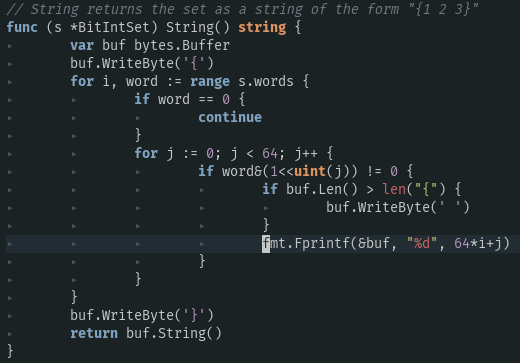 // String returns the set as a string of the form "{1 2 3}"
func (s *BitIntSet) String() string {
        var buf bytes.Buffer
        buf.WriteByte('{')
        for i, word := range s.words {
                if word == 0 {
                        continue
                }
                for j := 0; j < 64; j++ {
                        if word&(1<<uint(j)) != 0 {
                                if buf.Len() > len("{") {
                                        buf.WriteByte(' ')
                                }
                                fmt.Fprintf(&buf, "%d", 64*i+j)
                        }
                }
        }
        buf.WriteByte('}')
        return buf.String()
}